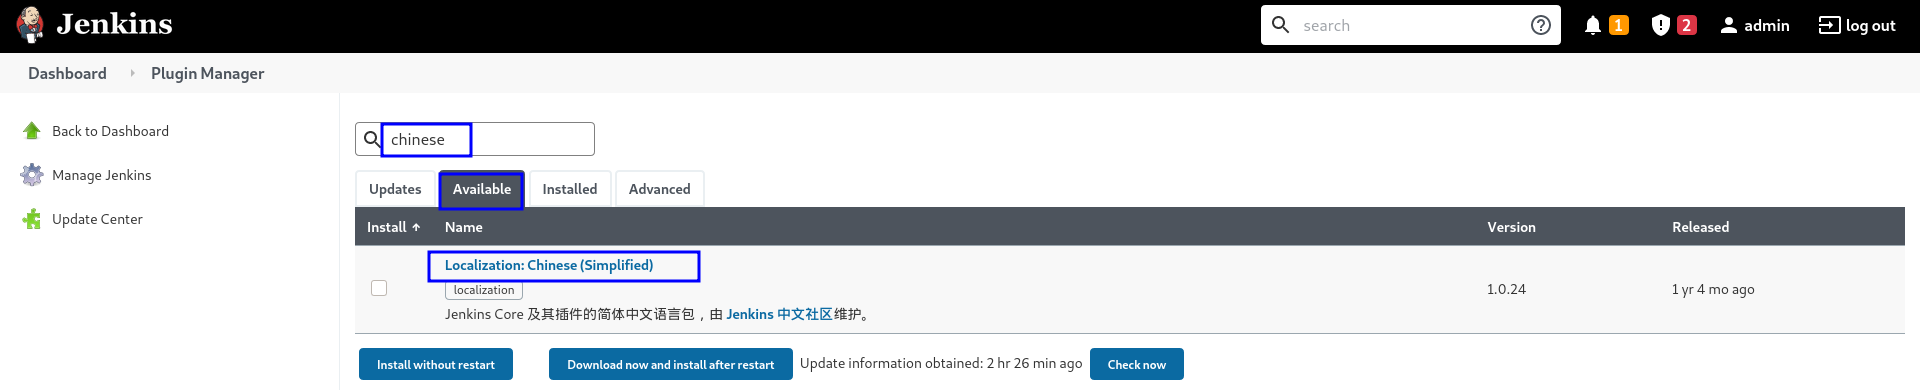 Jenkins
search
1
2
admin
log out
Dashboard
Plugin Manager
Back to Dashboard
Manage Jenkins
Update Center
chinese
Updates
Available
Installed
Advanced
Install ↑
Name
Version
Released
Localization: Chinese (Simplified)
localization
Jenkins Core 及其插件的简体中文语言包，由 Jenkins 中文社区维护。
1.0.24
1 yr 4 mo ago
Install without restart
Download now and install after restart
Update information obtained: 2 hr 26 min ago
Check now